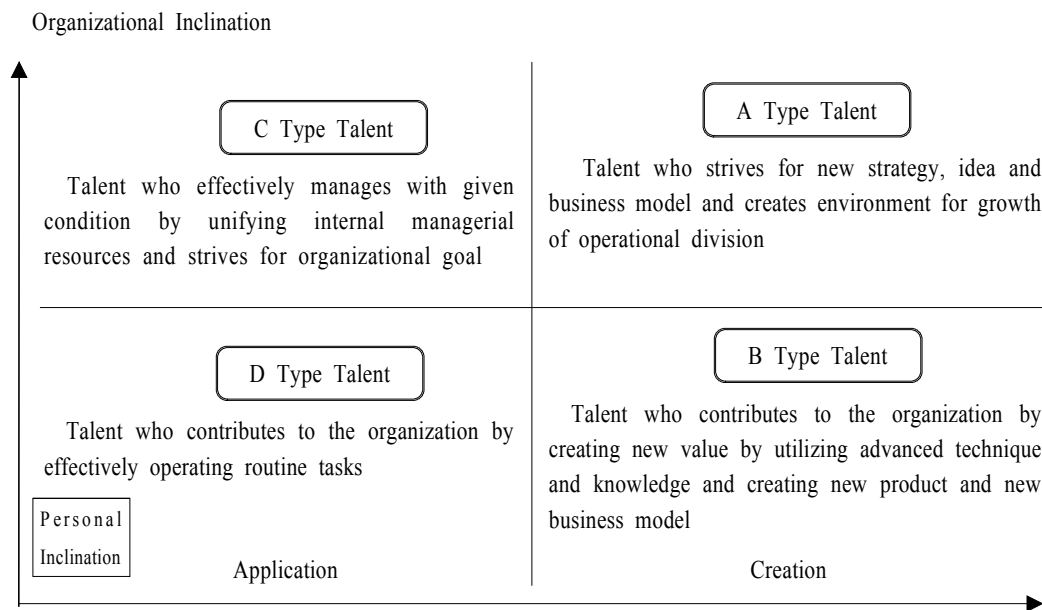 Organizational Inclination
C Type Talent
Talent who effectively manages with given
condition by unifying internal managerial
resources and strives for organizational goal
A Type Talent
Talent who strives for new strategy, idea and
business model and creates environment for growth
of operational division
D Type Talent
Talent who contributes to the organization by
effectively operating routine tasks
B Type Talent
Talent who contributes to the organization by
creating new value by utilizing advanced technique
and knowledge and creating new product and new
business model
Personal
Inclination
Application
Creation